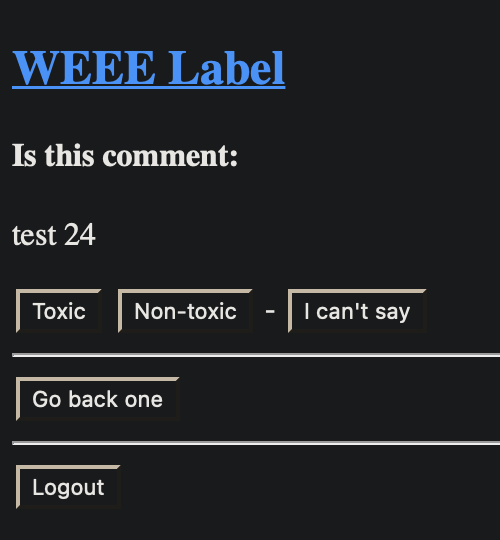 WEEE Label
Is this comment:
test 24
Toxic Non-toxic - I can't say
Go back one
Logout